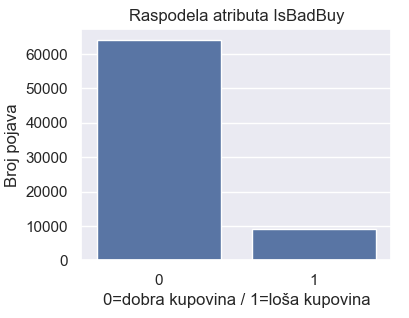 Raspodela atributa IsBadBuy
Broj pojava
60000
50000
40000
30000
20000
10000
0
0 1
0=dobra kupovina / 1=loša kupovina